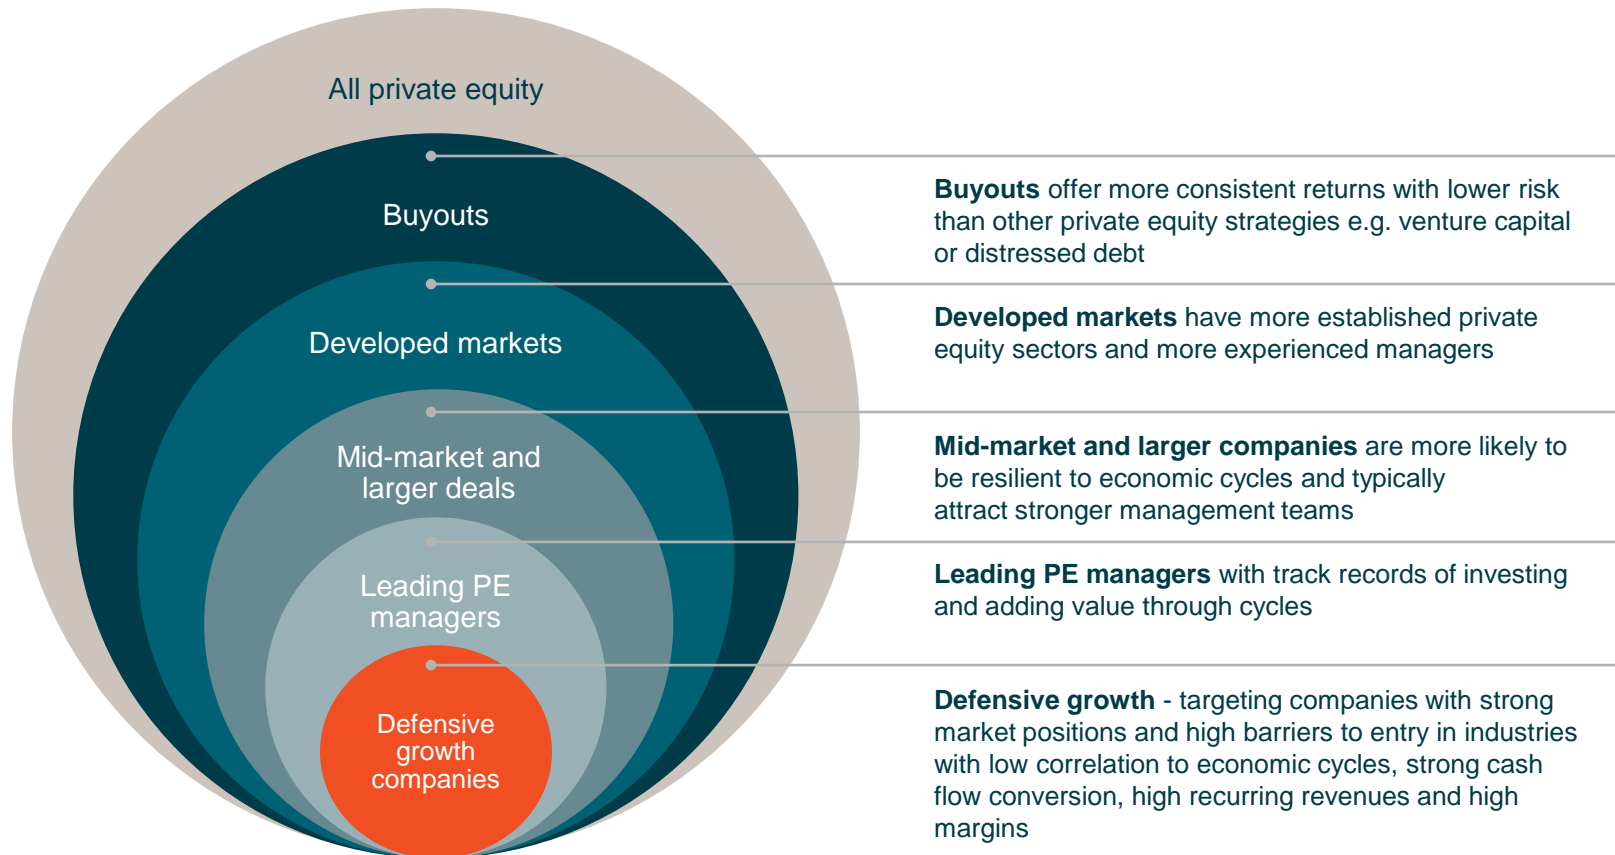 All private equity
Buyouts
Developed markets
Mid-market and
larger deals
Leading PE
managers
Defensive
growth
companies
Buyouts offer more consistent returns with lower risk
than other private equity strategies e.g. venture capital
or distressed debt
Developed markets have more established private
equity sectors and more experienced managers
Mid-market and larger companies are more likely to
be resilient to economic cycles and typically
attract stronger management teams
Leading PE managers with track records of investing
and adding value through cycles
Defensive growth - targeting companies with strong
market positions and high barriers to entry in industries
with low correlation to economic cycles, strong cash
flow conversion, high recurring revenues and high
margins